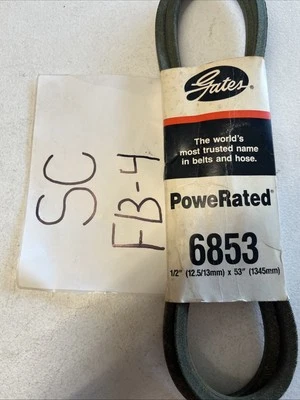 SC
FB-4
Gates
The world's
most trusted name
in belts and hose.
PoweRated®
6853
1/2" (12.5/13mm) x 53" (1345mm)